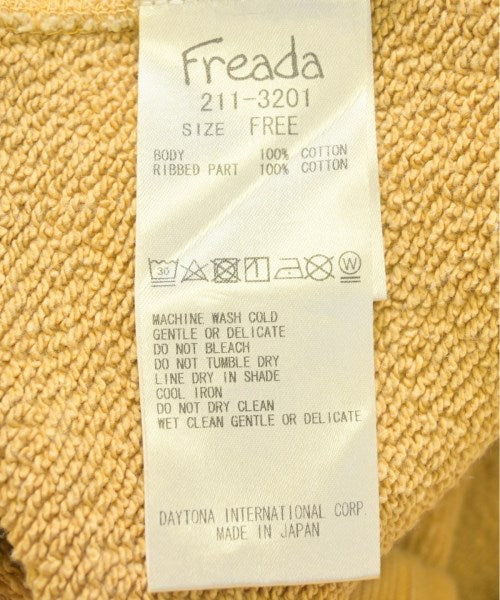 Freada
211-3201
SIZE FREE
BODY 100% COTTON
RIBBED PART 100% COTTON
30 W
MACHINE WASH COLD
GENTLE OR DELICATE
DO NOT BLEACH
DO NOT TUMBLE DRY
LINE DRY IN SHADE
COOL IRON
DO NOT DRY CLEAN
WET CLEAN GENTLE OR DELICATE
DAYTONA INTERNATIONAL CORP.
MADE IN JAPAN